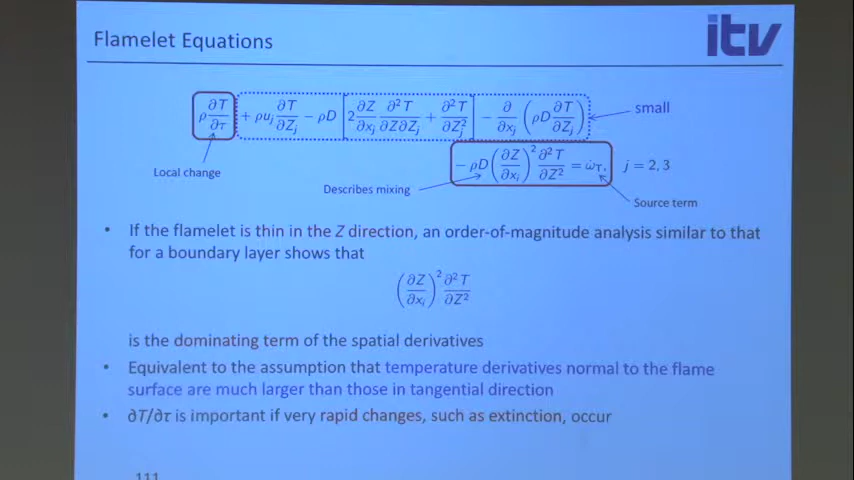 Flamelet Equations
itv
ρ ∂T/∂τ + ρu_j ∂T/∂Z_j − ρD [2 ∂Z/∂x_j ∂²T/∂Z∂Z_j + ∂²T/∂Z_j²] − ∂/∂x_j (ρD ∂T/∂Z_j)
small
− ρD (∂Z/∂x_i)² ∂²T/∂Z² = ω̇_T, j = 2, 3
Local change
Describes mixing
Source term
• If the flamelet is thin in the Z direction, an order-of-magnitude analysis similar to that
for a boundary layer shows that
(∂Z/∂x_i)² ∂²T/∂Z²
is the dominating term of the spatial derivatives
• Equivalent to the assumption that temperature derivatives normal to the flame
surface are much larger than those in tangential direction
• ∂T/∂τ is important if very rapid changes, such as extinction, occur
111